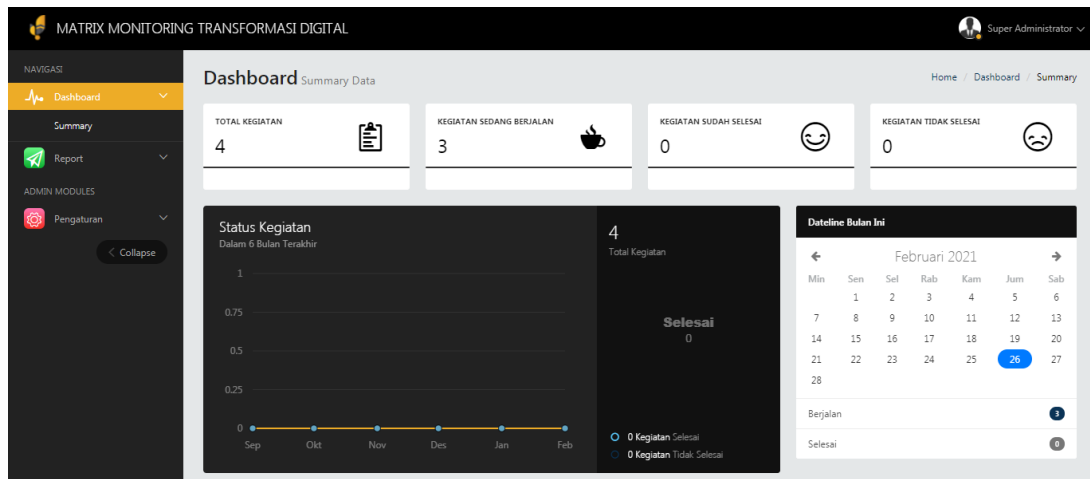 MATRIX MONITORING TRANSFORMASI DIGITAL
Super Administrator
NAVIGASI
Dashboard
Summary
Report
ADMIN MODULES
Pengaturan
Collapse
Dashboard Summary Data
Home / Dashboard / Summary
TOTAL KEGIATAN
4
KEGIATAN SEDANG BERJALAN
3
KEGIATAN SUDAH SELESAI
0
KEGIATAN TIDAK SELESAI
0
Status Kegiatan
Dalam 6 Bulan Terakhir
1
0.75
0.5
0.25
0
Sep Okt Nov Des Jan Feb
4
Total Kegiatan
Selesai
0
0 Kegiatan Selesai
0 Kegiatan Tidak Selesai
Dateline Bulan Ini
Februari 2021
Min Sen Sel Rab Kam Jum Sab
1 2 3 4 5 6
7 8 9 10 11 12 13
14 15 16 17 18 19 20
21 22 23 24 25 26 27
28
Berjalan 3
Selesai 0